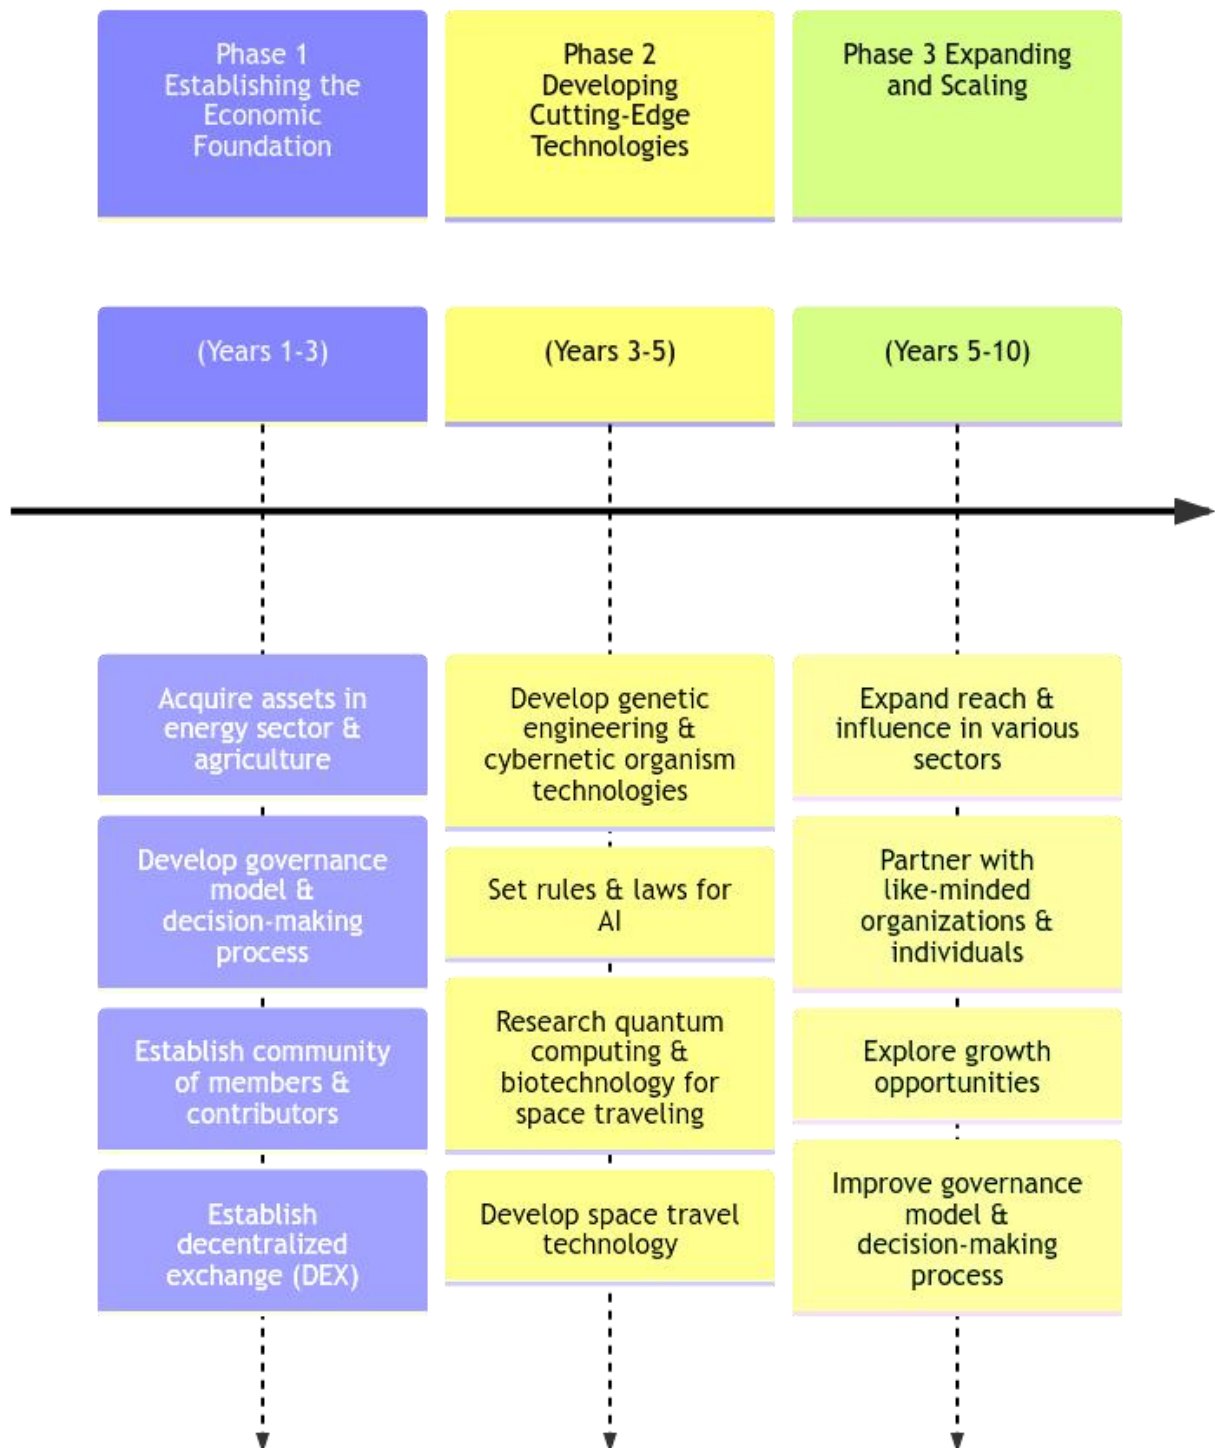 Phase 1
Establishing the
Economic
Foundation
Phase 2
Developing
Cutting-Edge
Technologies
Phase 3 Expanding
and Scaling
(Years 1-3)
(Years 3-5)
(Years 5-10)
Acquire assets in
energy sector &
agriculture
Develop governance
model &
decision-making
process
Establish community
of members &
contributors
Establish
decentralized
exchange (DEX)
Develop genetic
engineering &
cybernetic organism
technologies
Set rules & laws for
AI
Research quantum
computing &
biotechnology for
space traveling
Develop space travel
technology
Expand reach &
influence in various
sectors
Partner with
like-minded
organizations &
individuals
Explore growth
opportunities
Improve governance
model &
decision-making
process